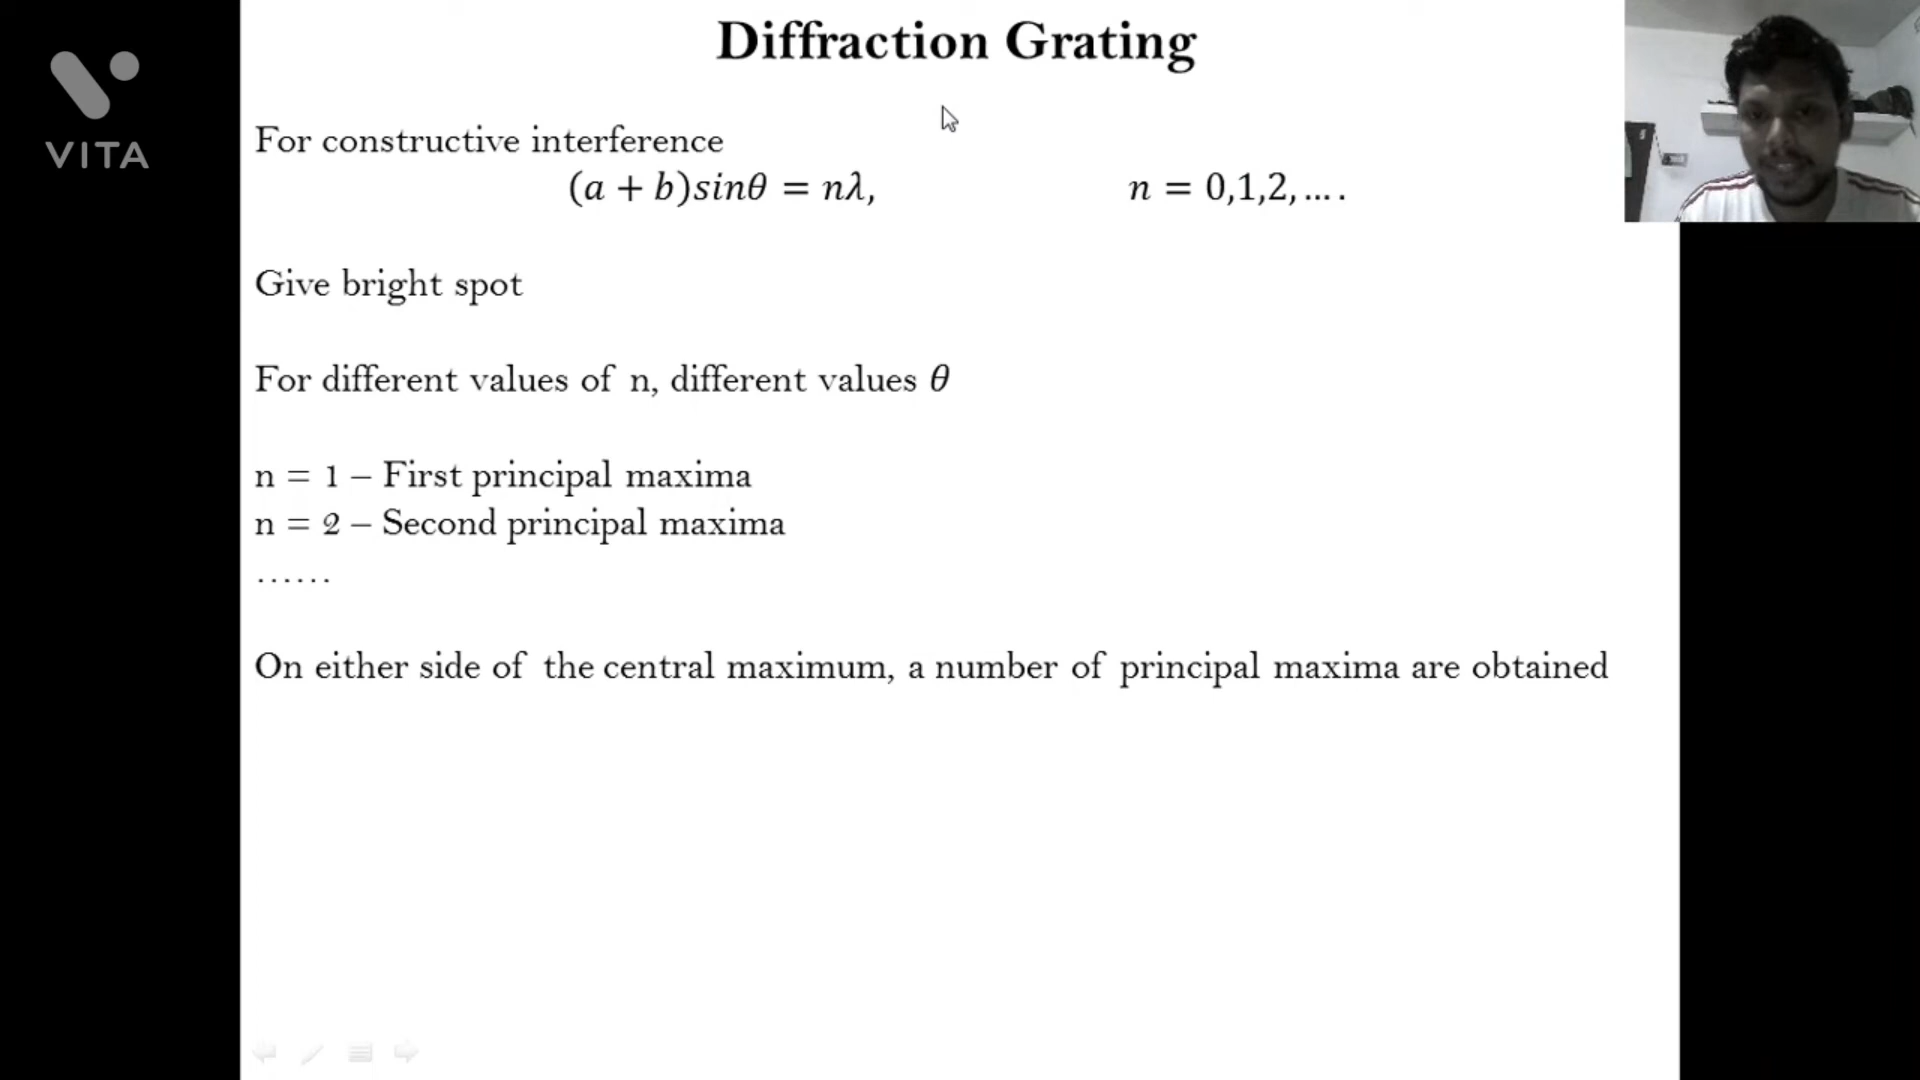 Diffraction Grating
VITA
For constructive interference
(a + b)sinθ = nλ, n = 0,1,2, ... .
Give bright spot
For different values of n, different values θ
n = 1 – First principal maxima
n = 2 – Second principal maxima
......
On either side of the central maximum, a number of principal maxima are obtained